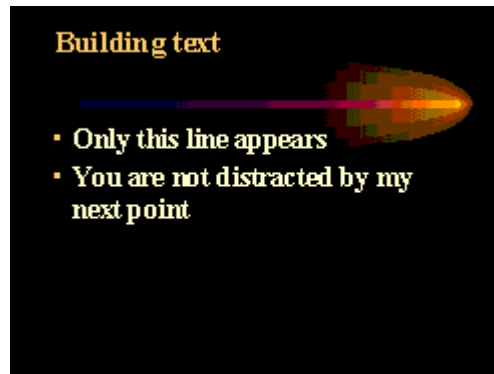 Building text
Only this line appears
You are not distracted by my
next point